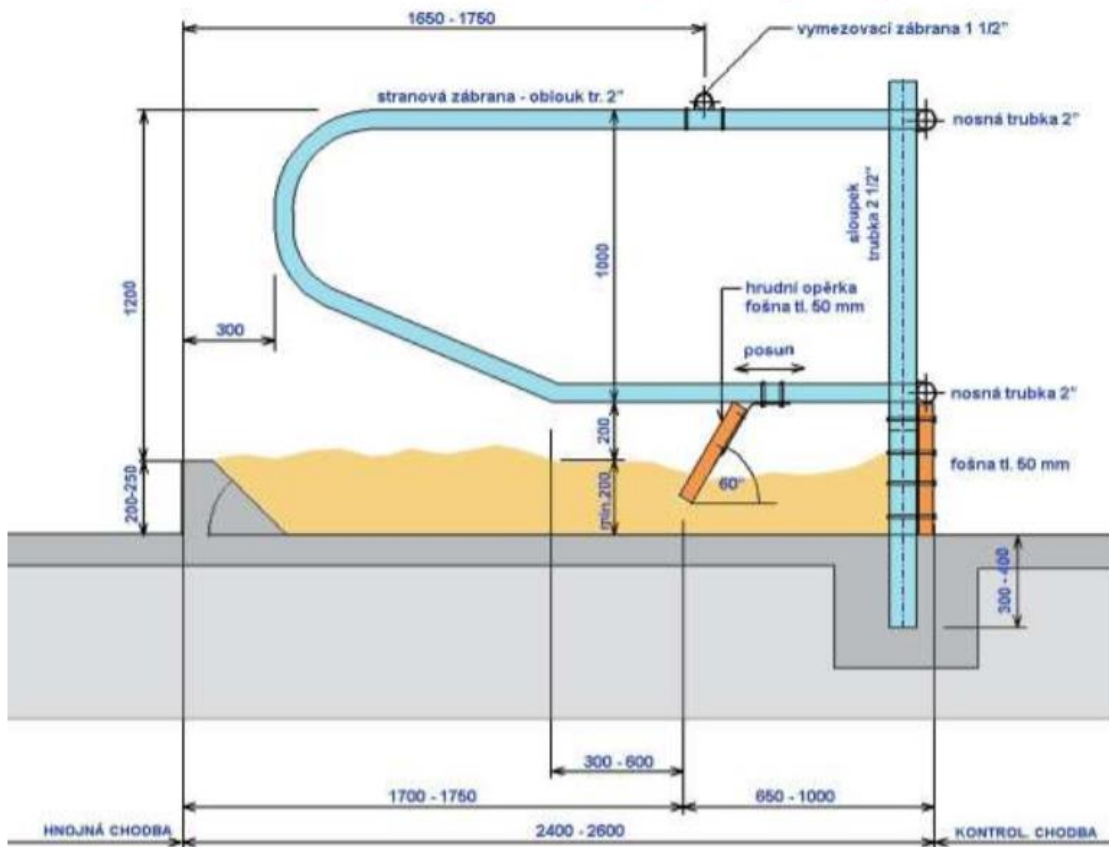 1650 - 1750
vymezovací zábrana 1 1/2"
stranová zábrana - oblouk tr. 2"
nosná trubka 2"
sloupek
trubka 2 1/2"
1200
1000
hrudní opěrka
fošna tl. 50 mm
300
posun
nosná trubka 2"
200
fošna tl. 50 mm
200-250
min.200
60°
300 - 400
300 - 600
1700 - 1750
650 - 1000
HNOJNÁ CHODBA
2400 - 2600
KONTROL. CHODBA